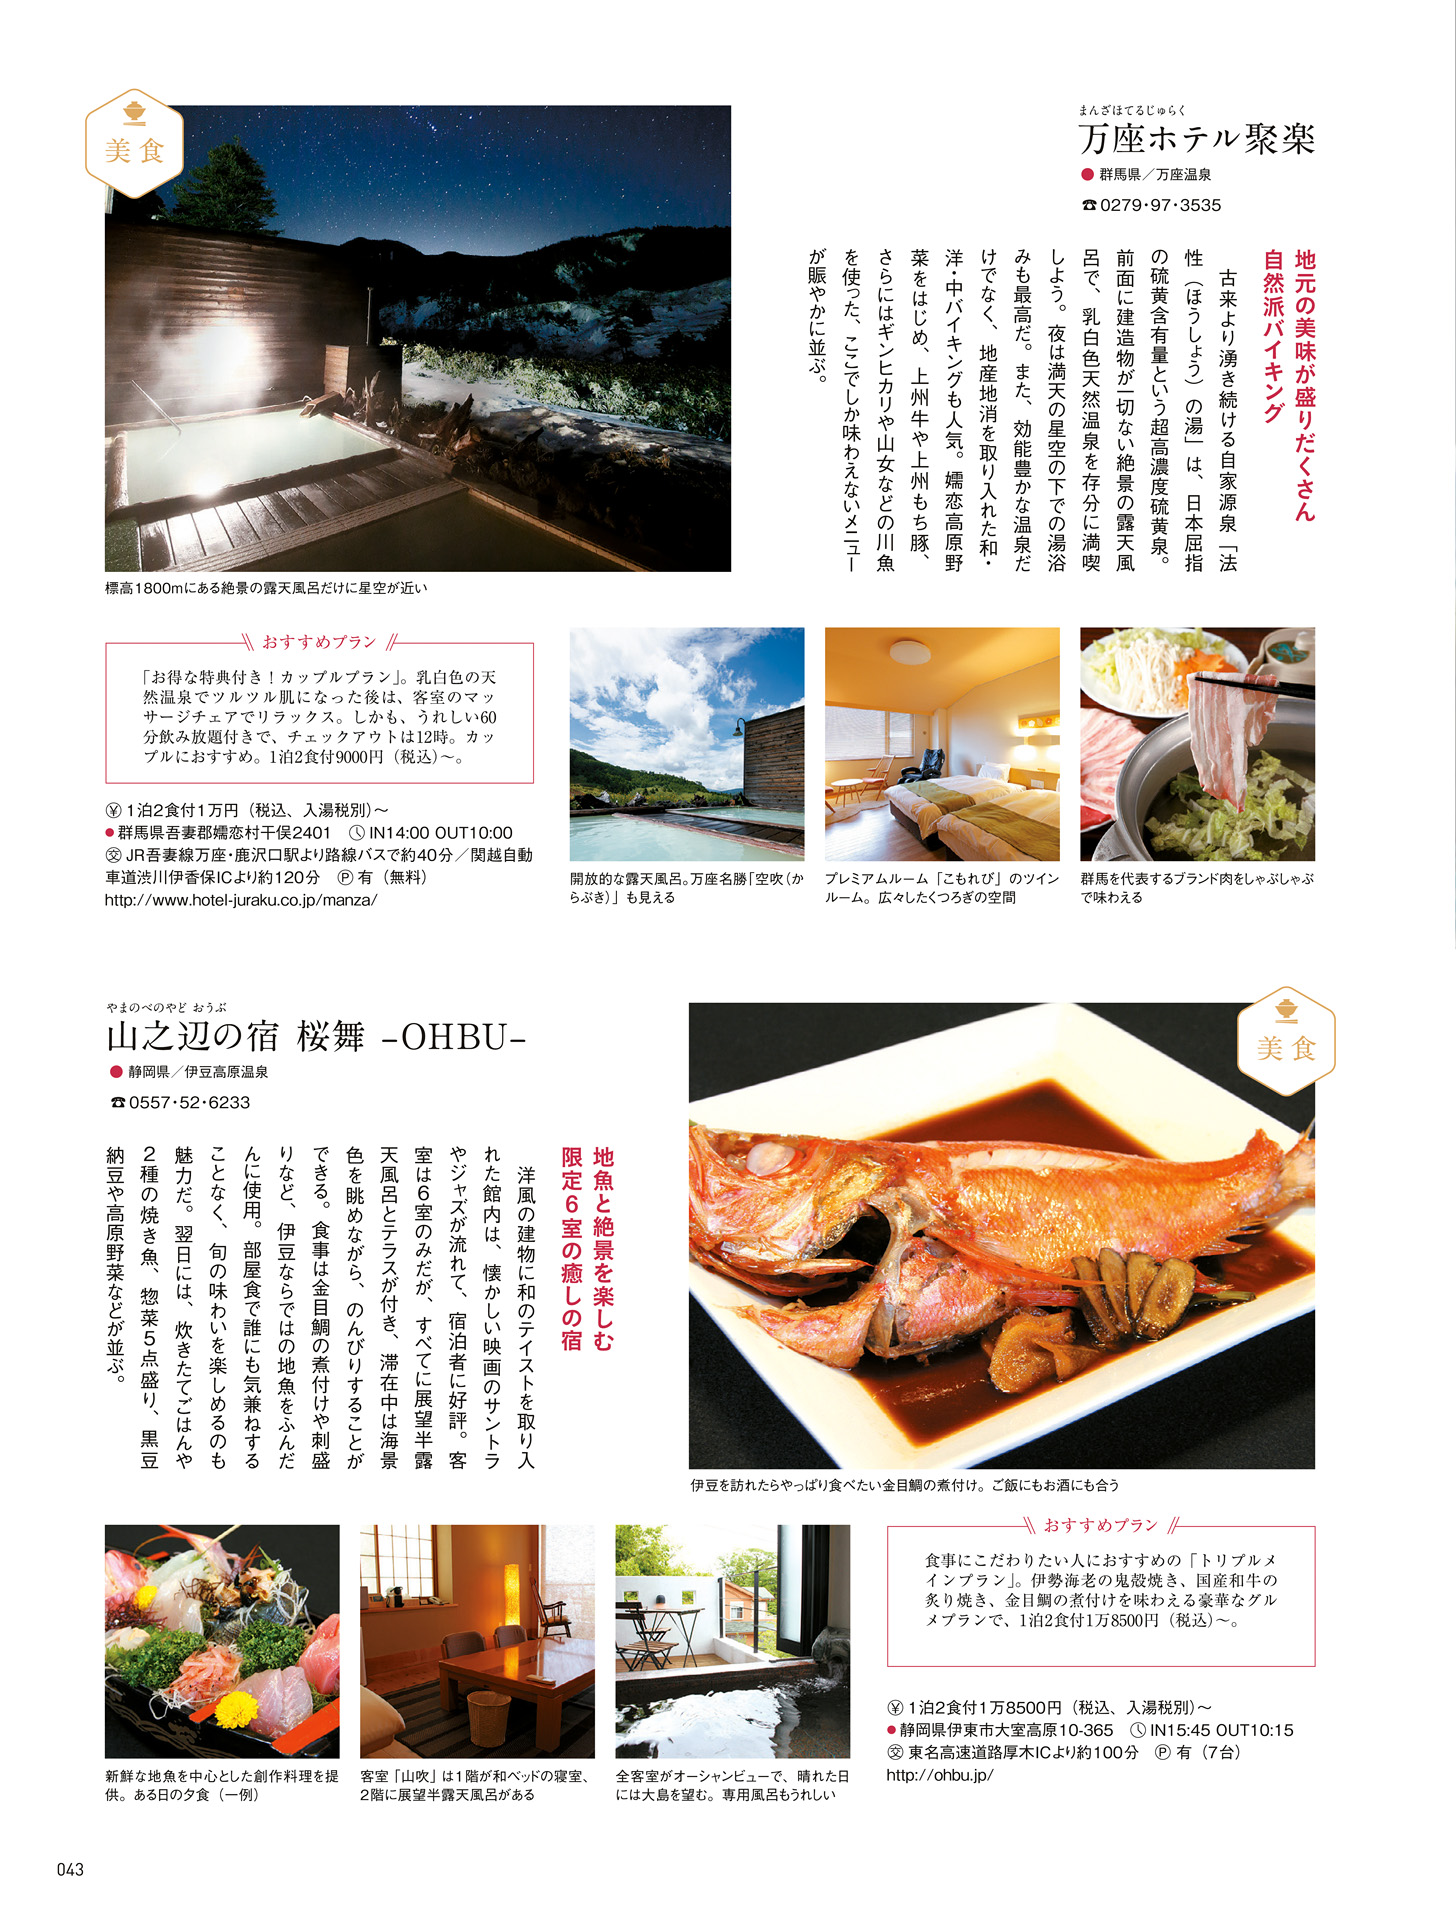 美食
まんざほてるじゅらく
万座ホテル聚楽
● 群馬県／万座温泉
☎0279・97・3535
地元の美味が盛りだくさん
自然派バイキング
古来より湧き続ける自家源泉「法
性（ほうしょう）の湯」は、日本屈指
の硫黄含有量という超高濃度硫黄泉。
前面に建造物が一切ない絶景の露天風
呂で、乳白色天然温泉を存分に満喫
しよう。夜は満天の星空の下での湯浴
みも最高だ。また、効能豊かな温泉だ
けでなく、地産地消を取り入れた和・
洋・中バイキングも人気。嬬恋高原野
菜をはじめ、上州牛や上州もち豚、
さらにはギンヒカリや山女などの川魚
を使った、ここでしか味わえないメニュー
が賑やかに並ぶ。
標高1800mにある絶景の露天風呂だけに星空が近い
おすすめプラン
「お得な特典付き！カップルプラン」。乳白色の天
然温泉でツルツル肌になった後は、客室のマッ
サージチェアでリラックス。しかも、うれしい60
分飲み放題付きで、チェックアウトは12時。カッ
プルにおすすめ。1泊2食付9000円（税込）～。
¥ 1泊2食付1万円（税込、入湯税別）～
●群馬県吾妻郡嬬恋村干俣2401　IN14:00 OUT10:00
交 JR吾妻線万座・鹿沢口駅より路線バスで約40分／関越自動
車道渋川伊香保ICより約120分　P 有（無料）
http://www.hotel-juraku.co.jp/manza/
開放的な露天風呂。万座名勝「空吹（か
らぶき）」も見える
プレミアムルーム「こもれび」のツイン
ルーム。広々したくつろぎの空間
群馬を代表するブランド肉をしゃぶしゃぶ
で味わえる
やまのべのやど おうぶ
山之辺の宿 桜舞 –OHBU–
● 静岡県／伊豆高原温泉
☎0557・52・6233
美食
地魚と絶景を楽しむ
限定6室の癒しの宿
洋風の建物に和のテイストを取り入
れた館内は、懐かしい映画のサントラ
やジャズが流れて、宿泊者に好評。客
室は6室のみだが、すべてに展望半露
天風呂とテラスが付き、滞在中は海景
色を眺めながら、のんびりすることが
できる。食事は金目鯛の煮付けや刺盛
りなど、伊豆ならではの地魚をふんだ
んに使用。部屋食で誰にも気兼ねする
ことなく、旬の味わいを楽しめるのも
魅力だ。翌日には、炊きたてごはんや
2種の焼き魚、惣菜5点盛り、黒豆
納豆や高原野菜などが並ぶ。
伊豆を訪れたらやっぱり食べたい金目鯛の煮付け。ご飯にもお酒にも合う
新鮮な地魚を中心とした創作料理を提
供。ある日の夕食（一例）
客室「山吹」は1階が和ベッドの寝室、
2階に展望半露天風呂がある
全客室がオーシャンビューで、晴れた日
には大島を望む。専用風呂もうれしい
おすすめプラン
食事にこだわりたい人におすすめの「トリプルメ
インプラン」。伊勢海老の鬼殻焼き、国産和牛の
炙り焼き、金目鯛の煮付けを味わえる豪華なグル
メプランで、1泊2食付1万8500円（税込）～。
¥ 1泊2食付1万8500円（税込、入湯税別）～
●静岡県伊東市大室高原10-365　IN15:45 OUT10:15
交 東名高速道路厚木ICより約100分　P 有（7台）
http://ohbu.jp/
043